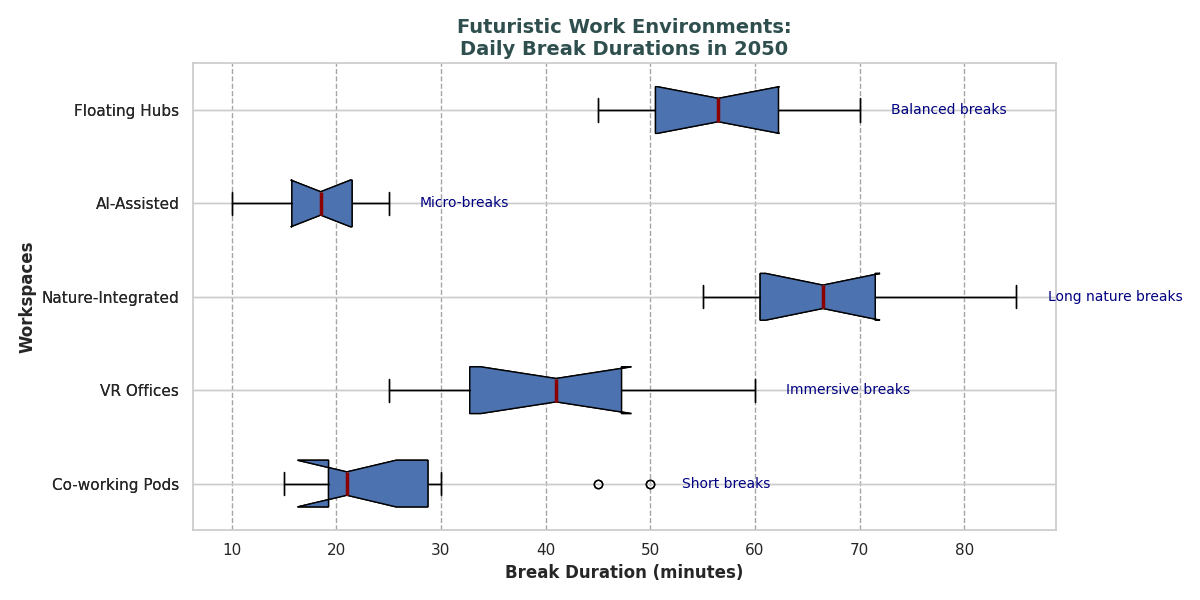 Futuristic Work Environments:
Daily Break Durations in 2050
Workspaces
Floating Hubs
Balanced breaks
AI-Assisted
Micro-breaks
Nature-Integrated
Long nature breaks
VR Offices
Immersive breaks
Co-working Pods
Short breaks
10 20 30 40 50 60 70 80
Break Duration (minutes)